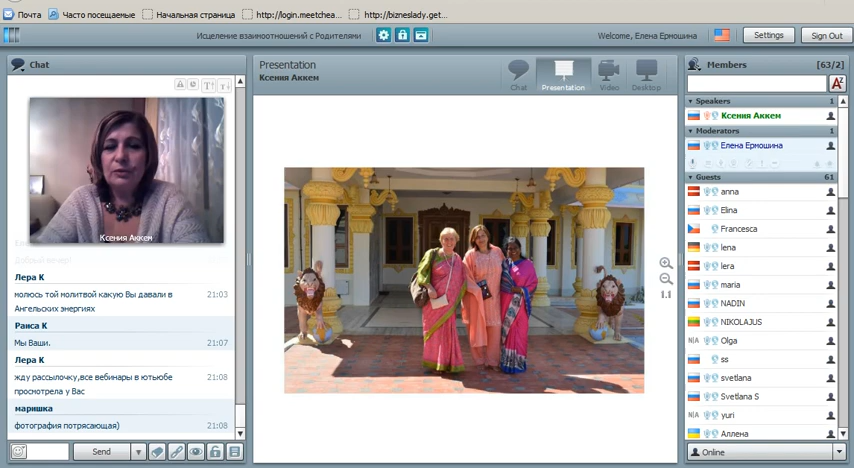 Почта
Часто посещаемые
Начальная страница
http://login.meetchea...
http://bizneslady.get...
Исцеление взаимоотношений с Родителями
Welcome, Елена Ермошина
Settings
Sign Out
Chat
Ксения Аккем
Добрый вечер!
Лера К
молюсь той молитвой какую Вы давали в
21:03
Ангельских энергиях
Раиса К
Мы Ваши.
21:07
Лера К
жду рассылочку,все вебинары в ютьюбе
21:08
просмотрела у Вас
маришка
фотография потрясающая)
21:08
Send
Presentation
Ксения Аккем
Chat
Presentation
Video
Desktop
1.1
Members
[63/2]
Speakers
1
Ксения Аккем
Moderators
1
Елена Ермошина
Guests
61
anna
Elina
Francesca
lena
lera
maria
NADIN
NIKOLAJUS
N/A
Olga
ss
svetlana
Svetlana S
N/A
yuri
Аллена
Online